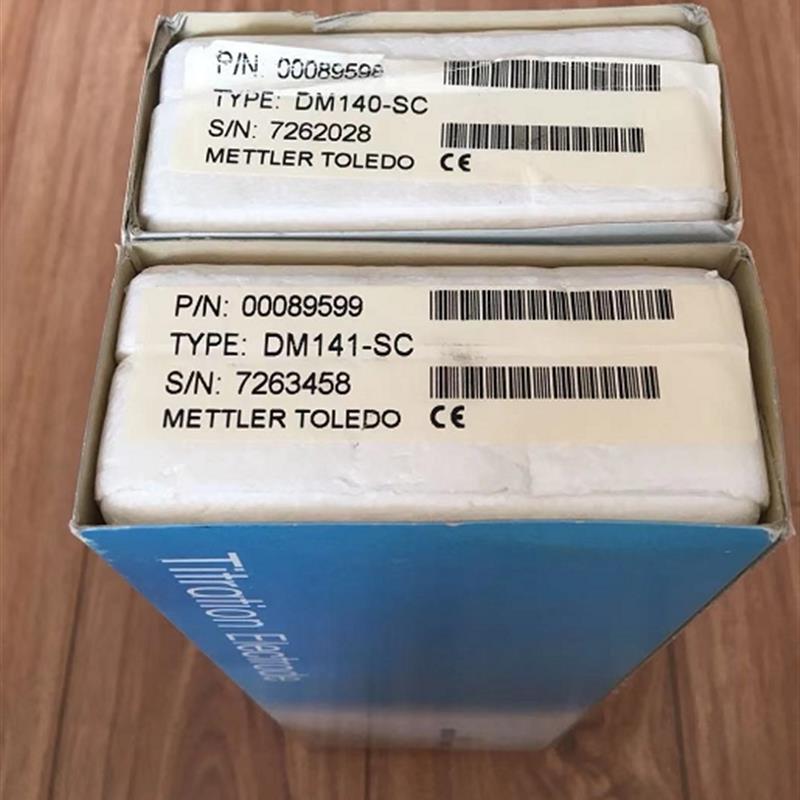 P/N: 00089598
TYPE: DM140-SC
S/N: 7262028
METTLER TOLEDO CE
P/N: 00089599
TYPE: DM141-SC
S/N: 7263458
METTLER TOLEDO CE
Titration Electrode